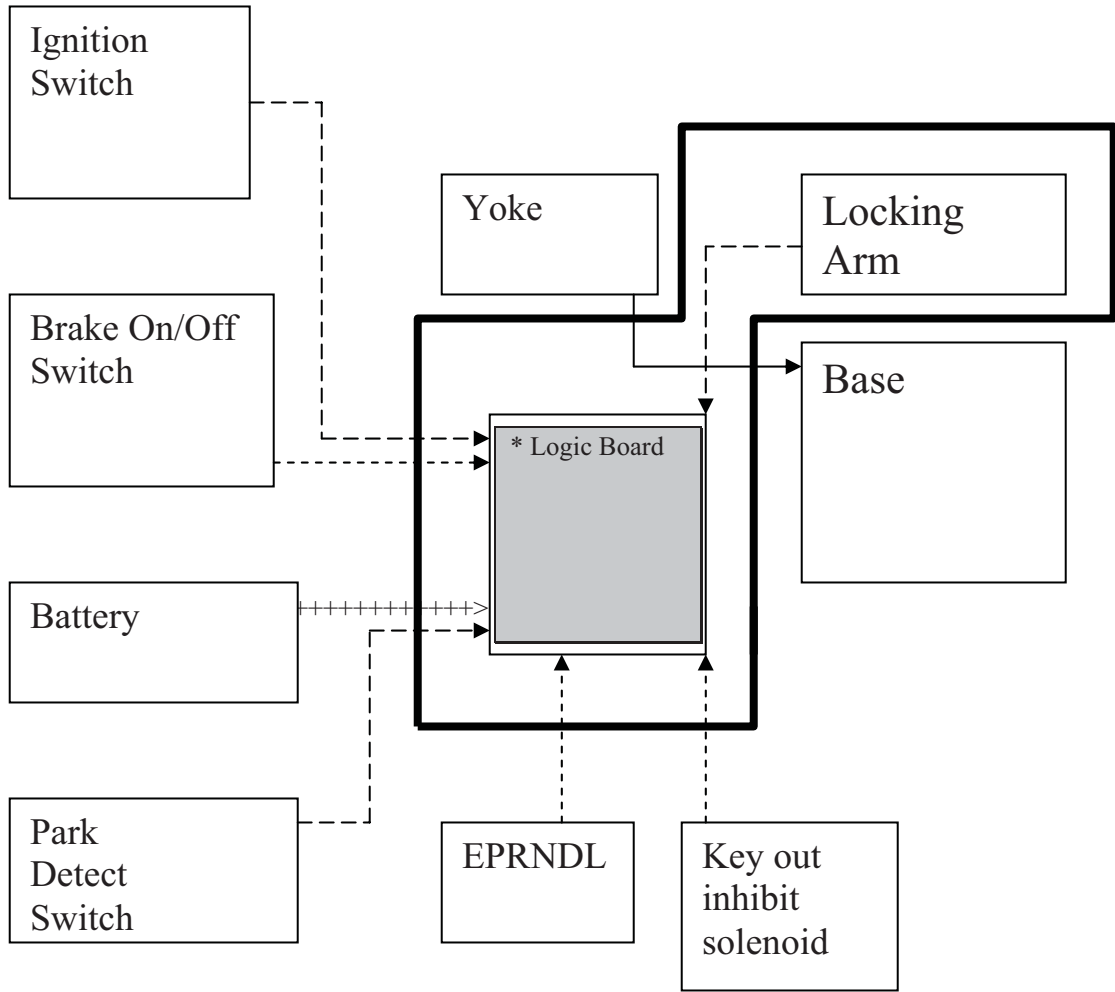 Ignition
Switch
Yoke
Locking
Arm
Brake On/Off
Switch
Base
* Logic Board
Battery
Park
Detect
Switch
EPRNDL
Key out
inhibit
solenoid